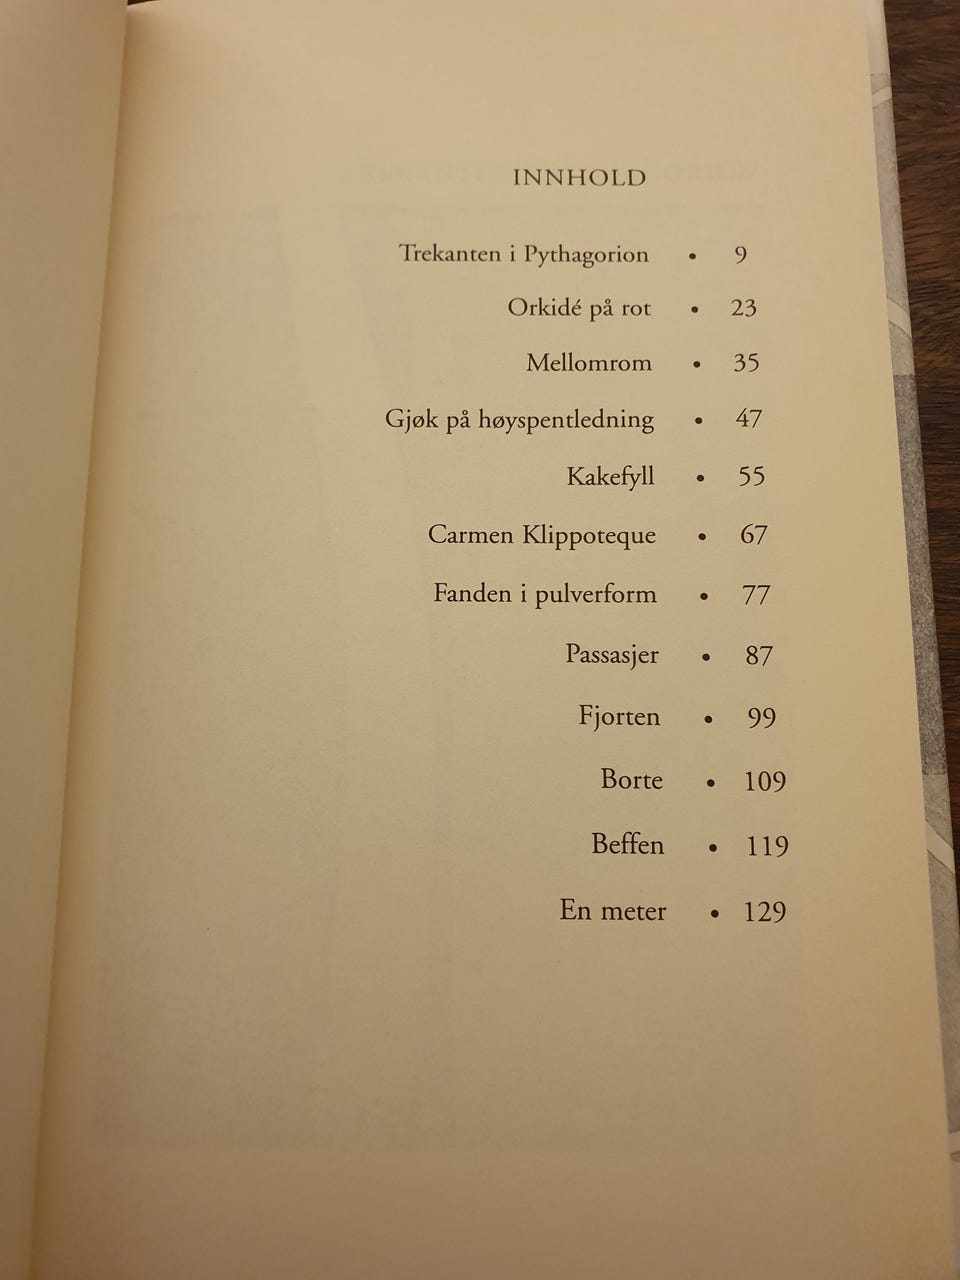 INNHOLD
Trekanten i Pythagorion • 9
Orkidé på rot • 23
Mellomrom • 35
Gjøk på høyspentledning • 47
Kakefyll • 55
Carmen Klippoteque • 67
Fanden i pulverform • 77
Passasjer • 87
Fjorten • 99
Borte • 109
Beffen • 119
En meter • 129